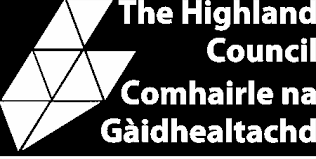 The Highland
Council
Comhairle na
Gàidhealtachd